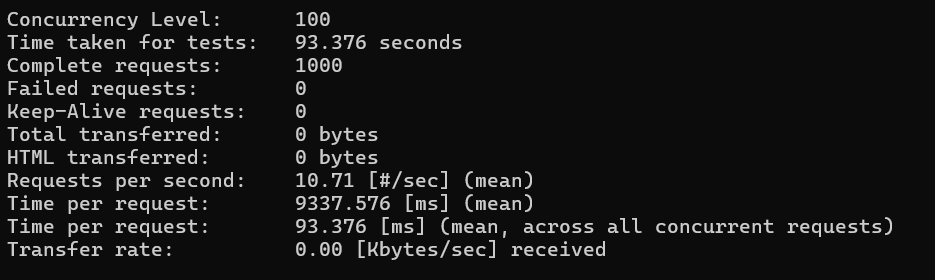 Concurrency Level:      100
Time taken for tests:   93.376 seconds
Complete requests:      1000
Failed requests:        0
Keep-Alive requests:    0
Total transferred:      0 bytes
HTML transferred:       0 bytes
Requests per second:    10.71 [#/sec] (mean)
Time per request:       9337.576 [ms] (mean)
Time per request:       93.376 [ms] (mean, across all concurrent requests)
Transfer rate:          0.00 [Kbytes/sec] received